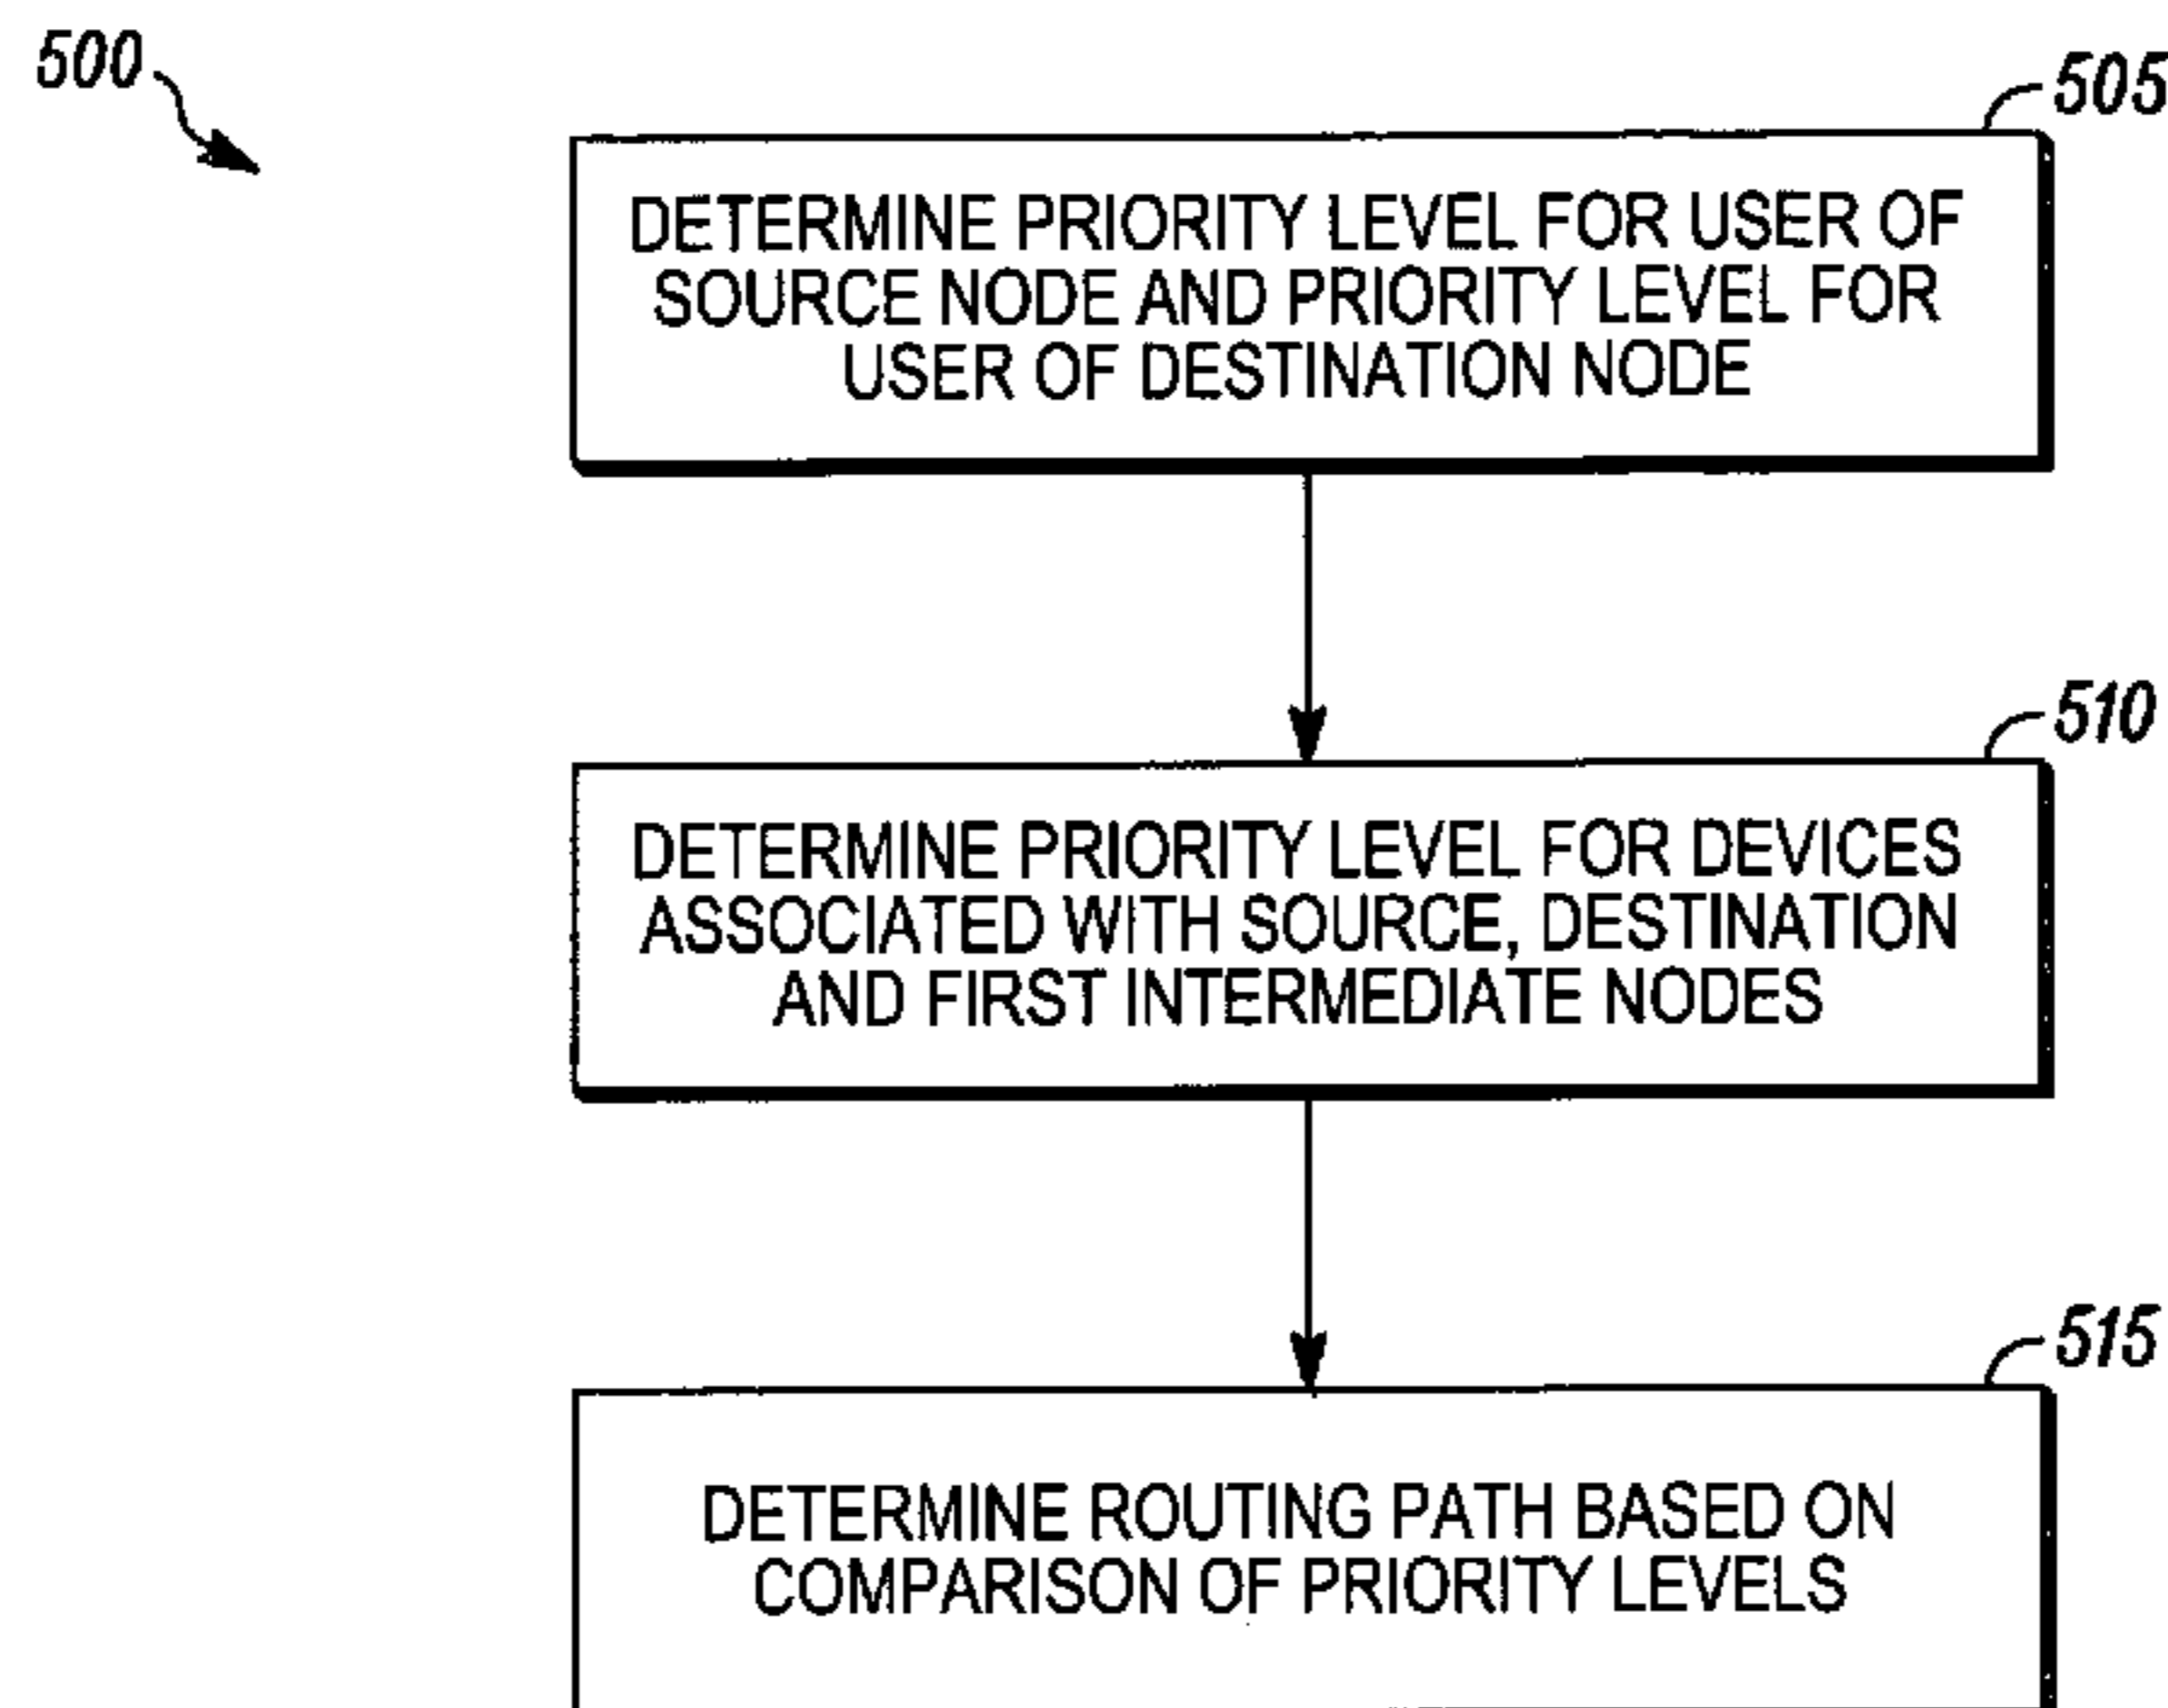 500
505
DETERMINE PRIORITY LEVEL FOR USER OF
SOURCE NODE AND PRIORITY LEVEL FOR
USER OF DESTINATION NODE
510
DETERMINE PRIORITY LEVEL FOR DEVICES
ASSOCIATED WITH SOURCE, DESTINATION
AND FIRST INTERMEDIATE NODES
515
DETERMINE ROUTING PATH BASED ON
COMPARISON OF PRIORITY LEVELS